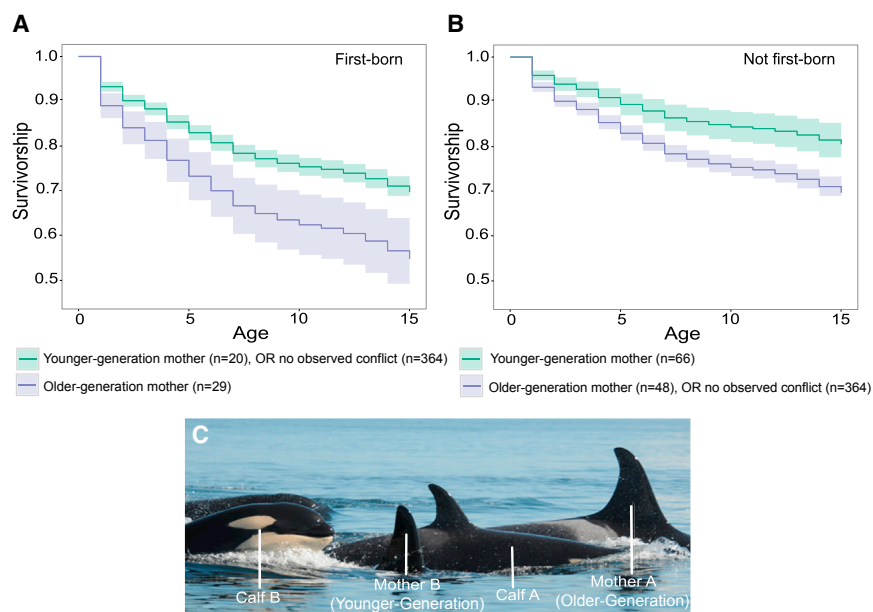 A
First-born
1.0
0.9
0.8
0.7
0.6
0.5
Survivorship
0
5
10
15
Age
Younger-generation mother (n=20), OR no observed conflict (n=364)
Older-generation mother (n=29)
B
Not first-born
1.0
0.9
0.8
0.7
0.6
0.5
Survivorship
0
5
10
15
Age
Younger-generation mother (n=66)
Older-generation mother (n=48), OR no observed conflict (n=364)
C
Calf B
Mother B
(Younger-Generation)
Calf A
Mother A
(Older-Generation)